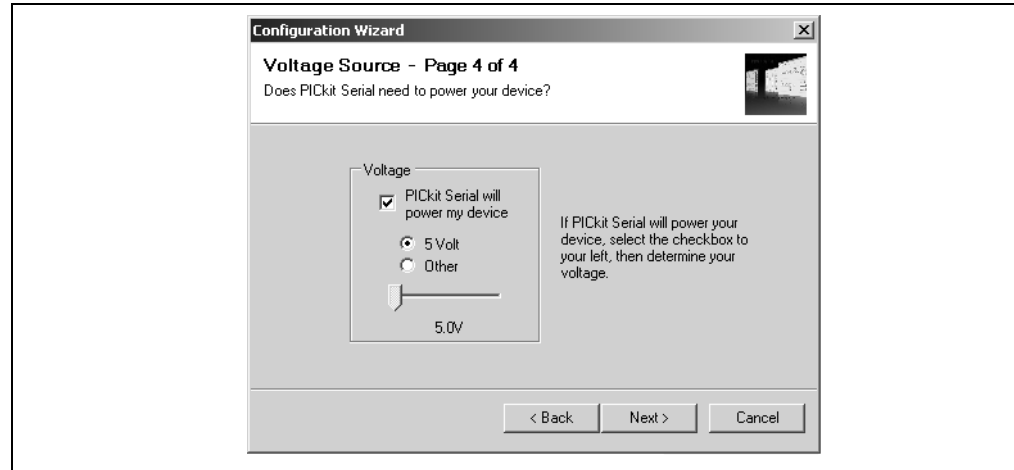 Configuration Wizard
Voltage Source - Page 4 of 4
Does PICkit Serial need to power your device?
Voltage
PICkit Serial will
power my device
5 Volt
Other
5.0V
If PICkit Serial will power your
device, select the checkbox to
your left, then determine your
voltage.
< Back
Next >
Cancel